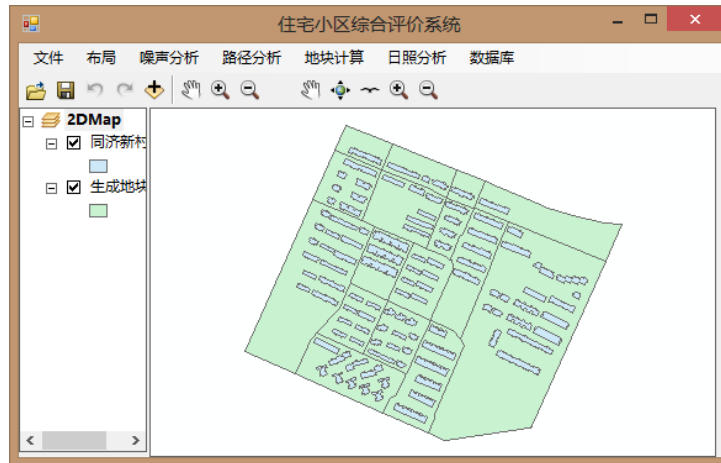 住宅小区综合评价系统
文件 布局 噪声分析 路径分析 地块计算 日照分析 数据库
2DMap
同济新村
生成地块